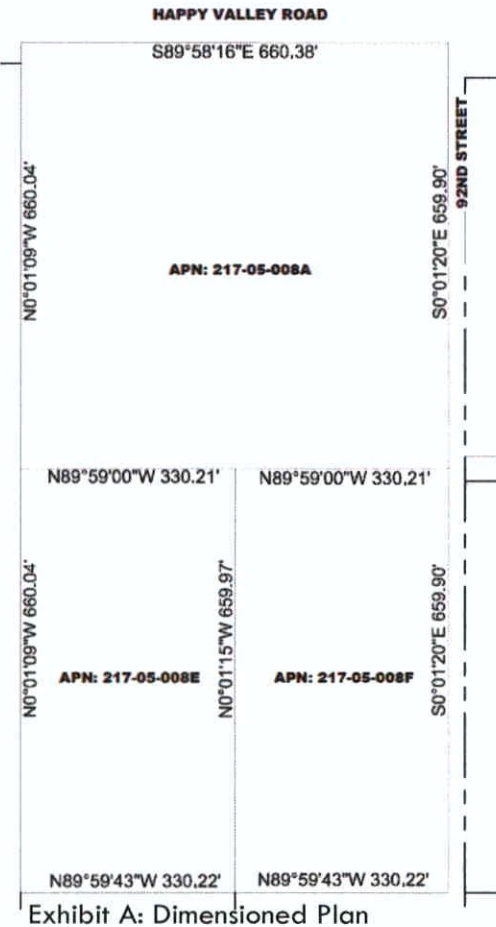 HAPPY VALLEY ROAD
S89°58'16"E 660.38'
N0°01'09"W 660.04'
S0°01'20"E 659.90'
92ND STREET
APN: 217-05-008A
N89°59'00"W 330.21'
N89°59'00"W 330.21'
N0°01'09"W 660.04'
N0°01'15"W 659.97'
S0°01'20"E 659.90'
APN: 217-05-008E
APN: 217-05-008F
N89°59'43"W 330.22'
N89°59'43"W 330.22'
Exhibit A: Dimensioned Plan